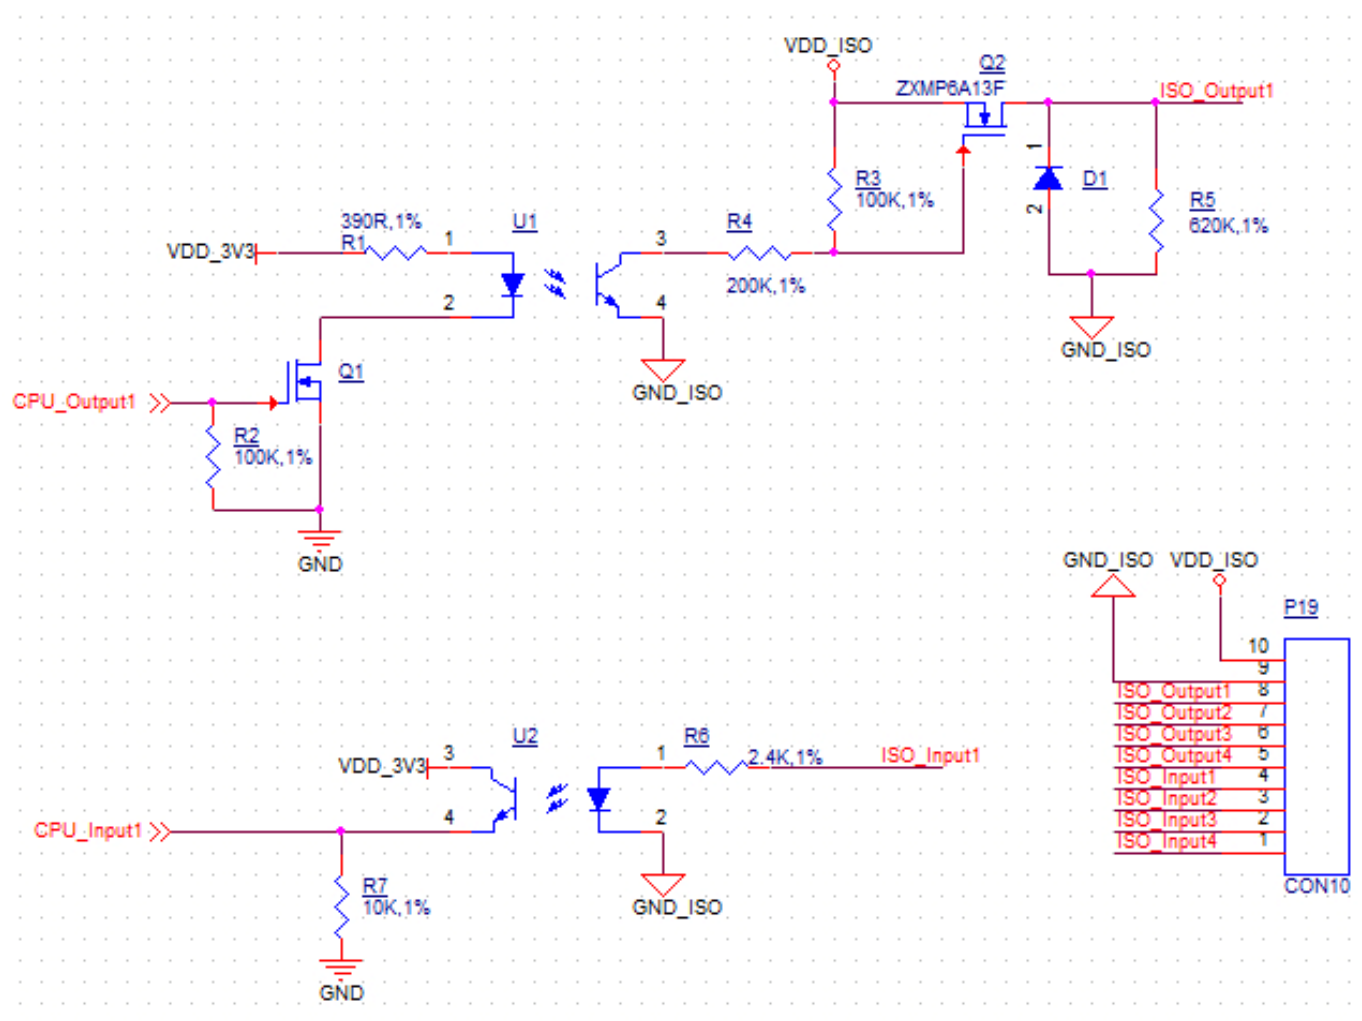 VDD_ISO
Q2
ZXMP6A13F
ISO_Output1
1
D1
2
R3
100K,1%
R5
620K,1%
390R,1%
R1
VDD_3V3
1
U1
2
3
4
R4
200K,1%
GND_ISO
GND_ISO
Q1
CPU_Output1
R2
100K,1%
GND
GND_ISO
VDD_ISO
P19
10
9
ISO_Output1 8
ISO_Output2 7
ISO_Output3 6
ISO_Output4 5
ISO_Input1 4
ISO_Input2 3
ISO_Input3 2
ISO_Input4 1
CON10
U2
VDD_3V3
3
4
1
2
R6
2.4K,1%
ISO_Input1
CPU_Input1
R7
10K,1%
GND_ISO
GND